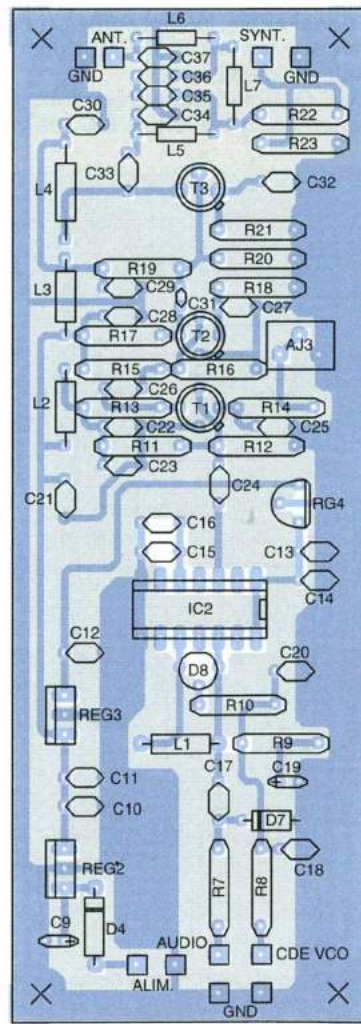 L6
ANT.
SYNT.
GND
C37
C36
C35
C34
L7
GND
C30
R22
L5
R23
C33
L4
T3
C32
R21
R20
R19
C29
R18
L3
C31
C27
C28
R17
T2
AJ3
R15
R16
C26
L2
R13
T1
R14
C22
C25
R11
R12
C23
C21
C24
RG4
C16
C15
C13
C14
IC2
C12
C20
D8
R10
REG3
L1
R9
C11
C17
C19
C10
D7
REG2
C18
R7
R8
C9
D4
AUDIO
CDE VCO
ALIM.
GND